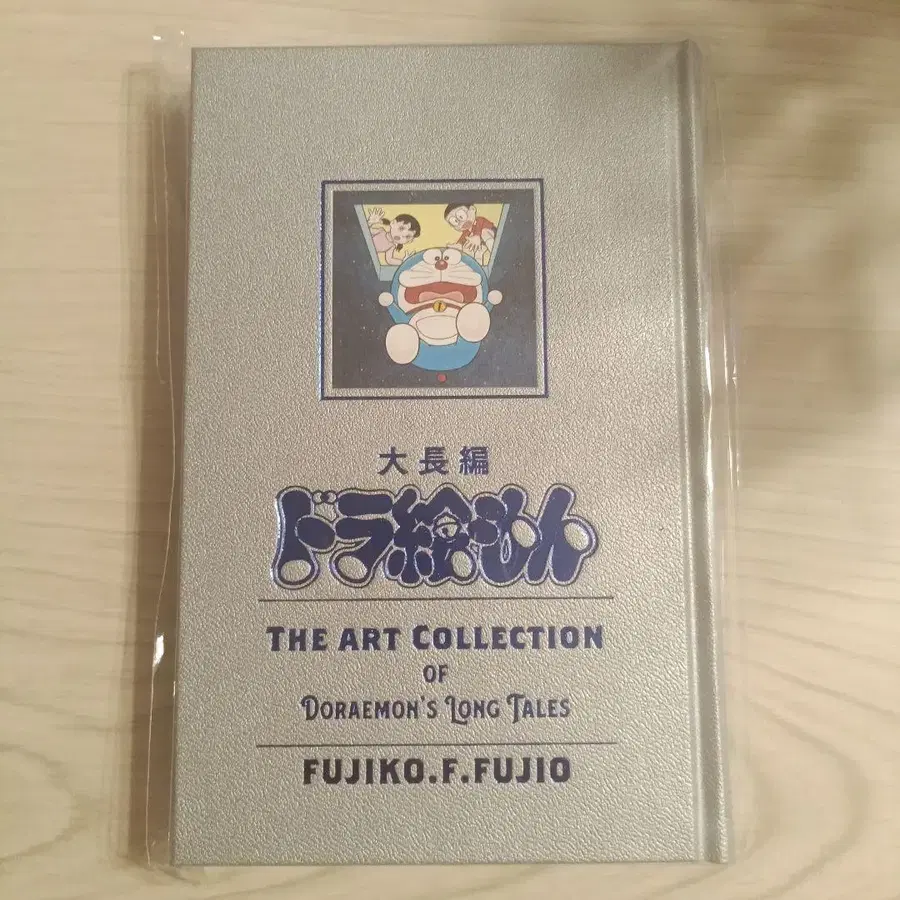 大長編
ドラ絵もん
THE ART COLLECTION
OF
DORAEMON'S LONG TALES
FUJIKO.F.FUJIO